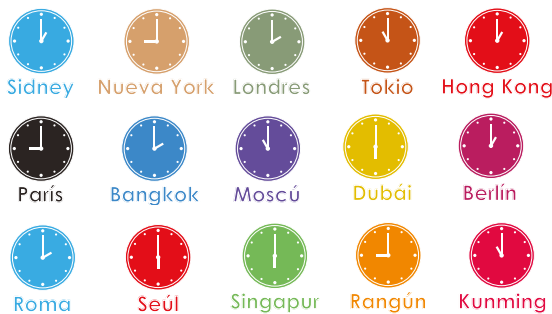 Sidney Nueva York Londres Tokio Hong Kong
París Bangkok Moscú Dubái Berlín
Roma Seúl Singapur Rangún Kunming